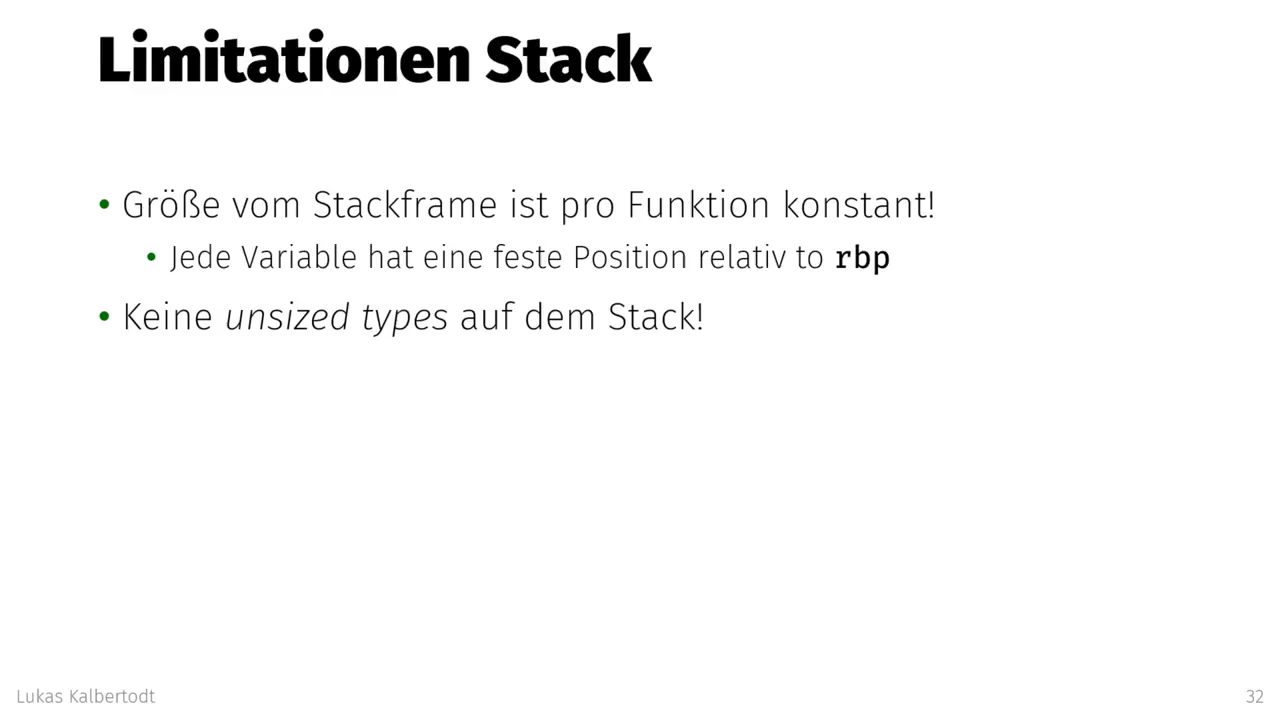 Limitationen Stack
• Größe vom Stackframe ist pro Funktion konstant!
• Jede Variable hat eine feste Position relativ to rbp
• Keine unsized types auf dem Stack!
Lukas Kalbertodt
32